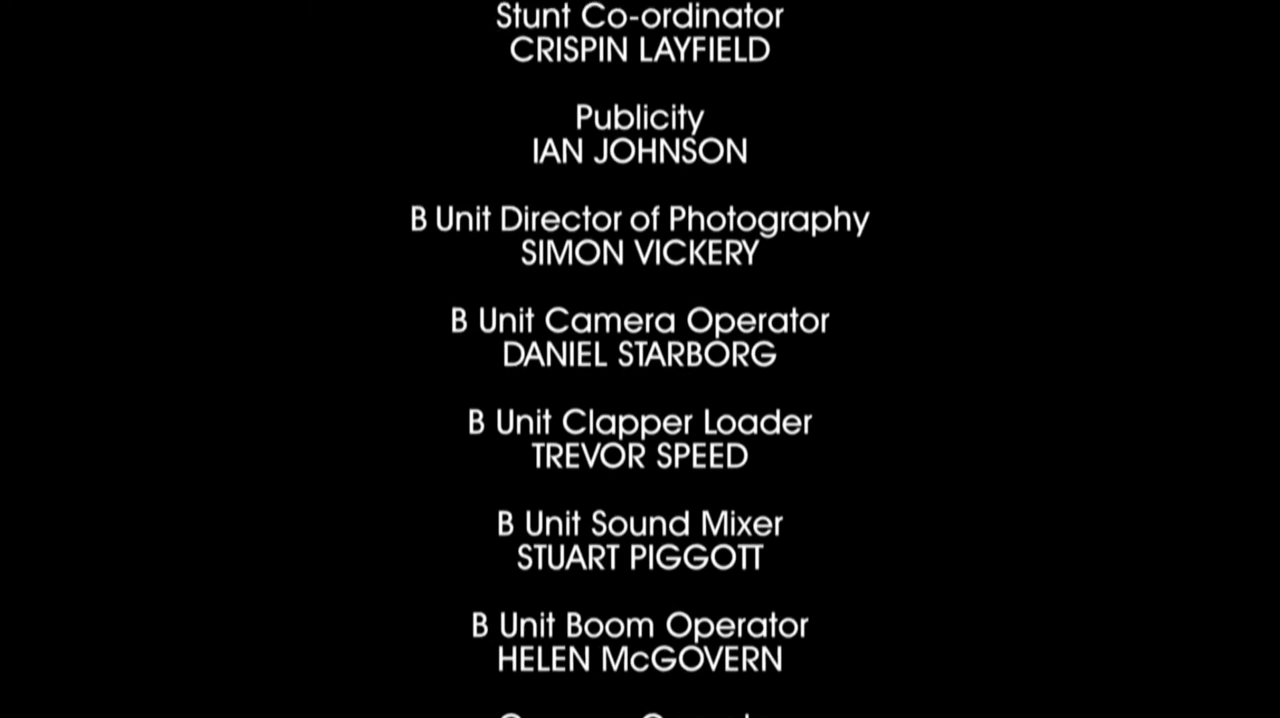 Stunt Co-ordinator
CRISPIN LAYFIELD
Publicity
IAN JOHNSON
B Unit Director of Photography
SIMON VICKERY
B Unit Camera Operator
DANIEL STARBORG
B Unit Clapper Loader
TREVOR SPEED
B Unit Sound Mixer
STUART PIGGOTT
B Unit Boom Operator
HELEN McGOVERN